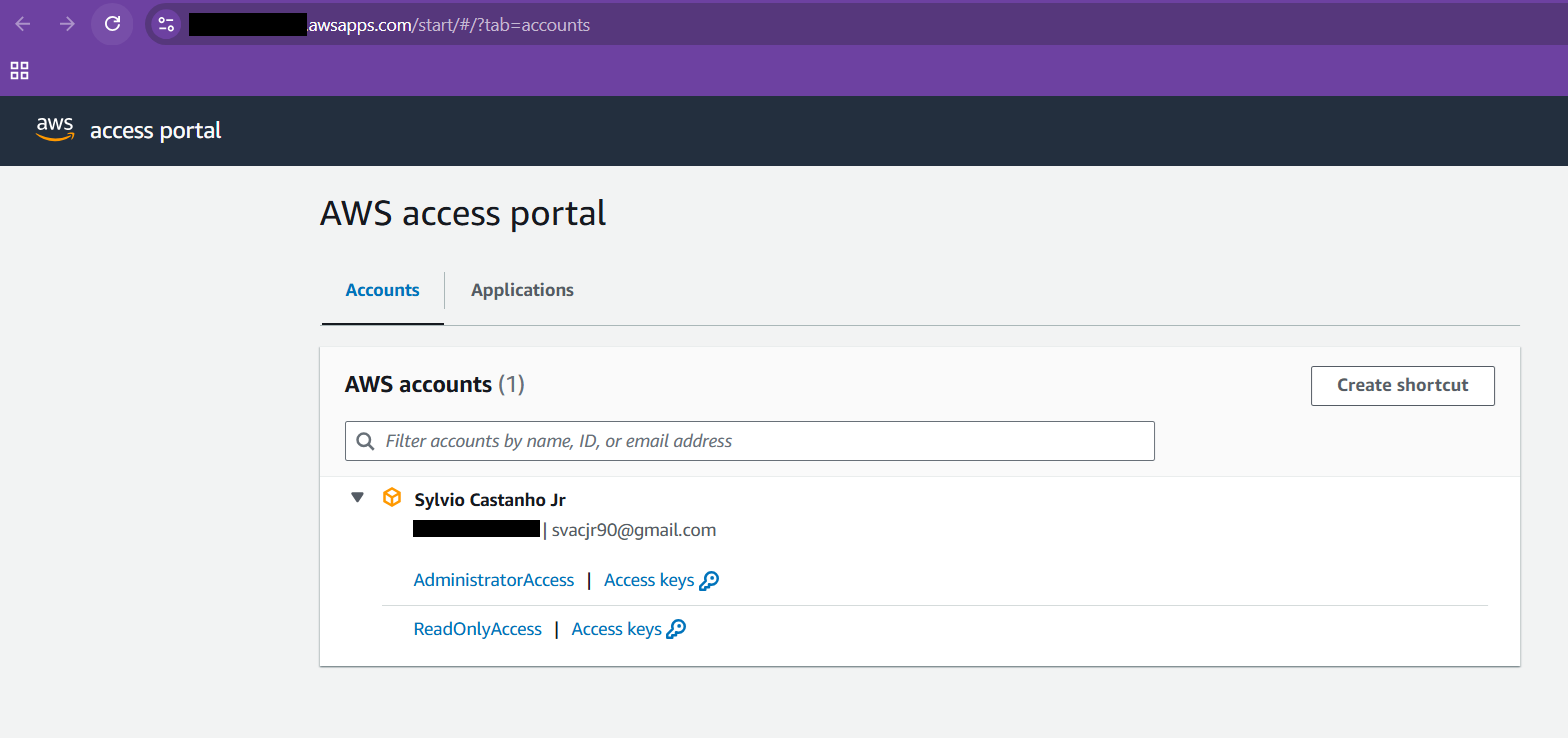 .awsapps.com/start/#/?tab=accounts
aws access portal
AWS access portal
Accounts Applications
AWS accounts (1) Create shortcut
Filter accounts by name, ID, or email address
Sylvio Castanho Jr
| svacjr90@gmail.com
AdministratorAccess | Access keys
ReadOnlyAccess | Access keys